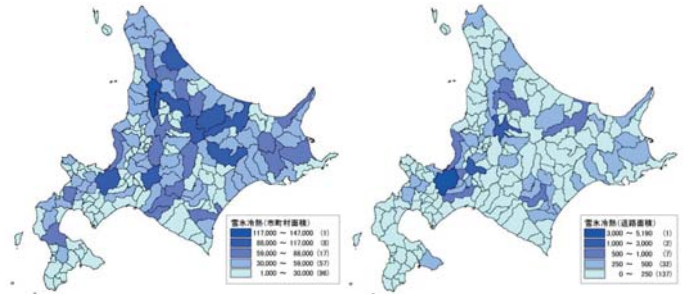 雪氷冷熱(市町村面積)
117,000 ～ 147,000 (1)
88,000 ～ 117,000 (8)
59,000 ～ 88,000 (17)
30,000 ～ 59,000 (57)
1,000 ～ 30,000 (96)
雪氷冷熱(道路面積)
3,000 ～ 5,190 (1)
1,000 ～ 3,000 (2)
500 ～ 1,000 (7)
250 ～ 500 (32)
0 ～ 250 (137)